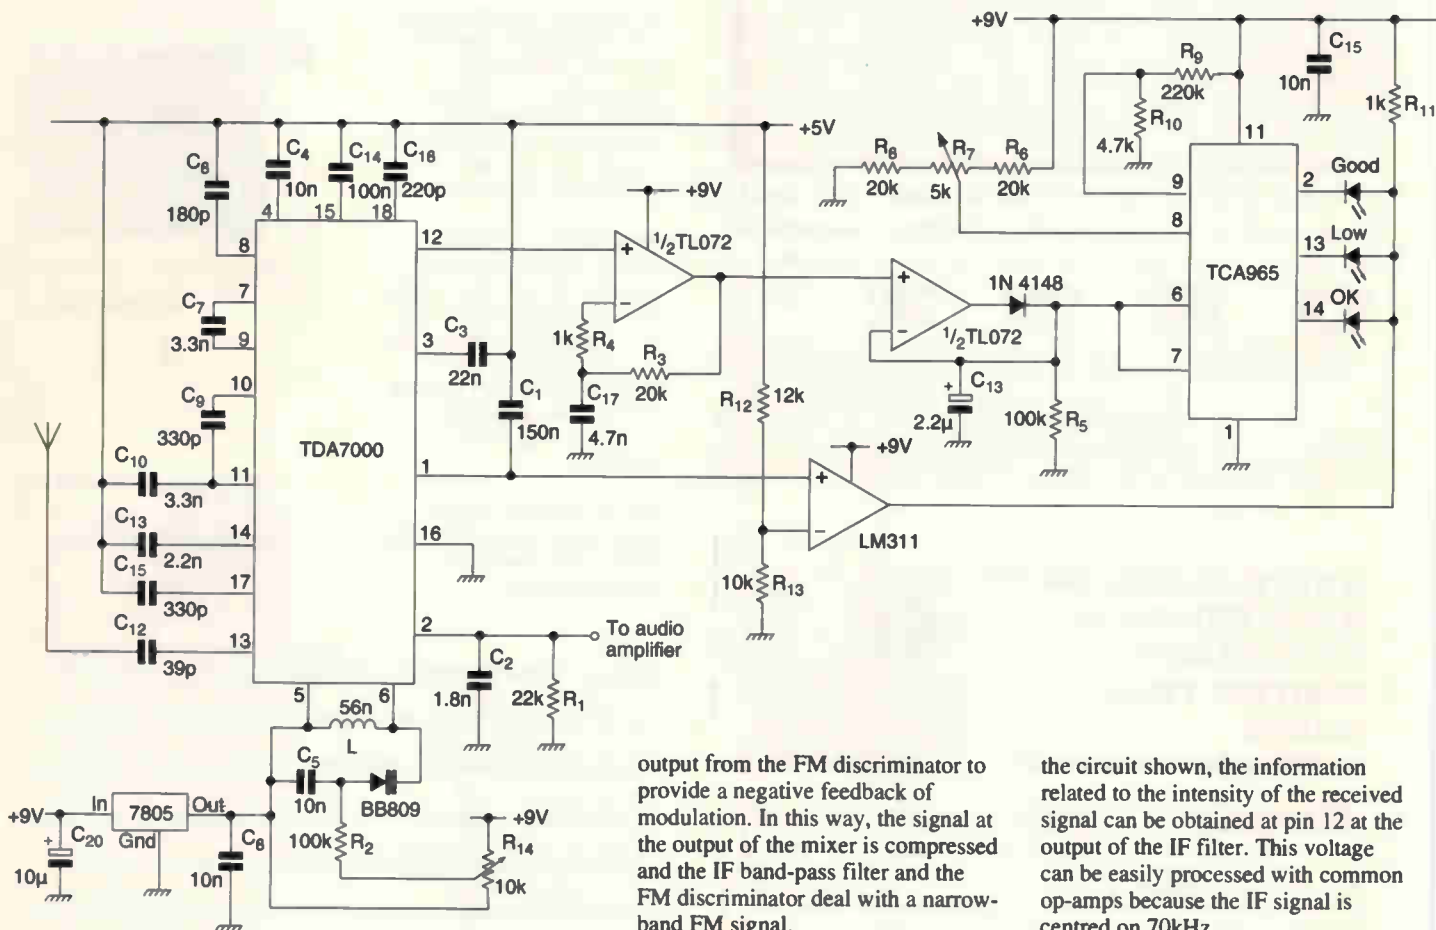 +9V
C15
10n
R9
220k
R10
4.7k
1k R11
11
+5V
C8
180p
C4
10n
C14
100n
C18
220p
4 15 18
8
C7
3.3n
7
9
10
C9
330p
C10
3.3n
11
C13
2.2n
14
C15
330p
17
C12
39p
13
TDA7000
12
3
1
16
2
5 6
C3
22n
C1
150n
+9V
1/2TL072
1k R4
R3
20k
C17
4.7n
R12 12k
10k R13
R8
20k
R7
5k
R6
20k
1N 4148
1/2TL072
C13
+
2.2µ
100k R5
9
8
6
7
1
TCA965
2 Good
13 Low
14 OK
+9V
LM311
To audio
amplifier
C2
1.8n
22k R1
56n
L
C5
10n
BB809
100k R2
+9V
R14
10k
+9V
In 7805 Out
Gnd
+
C20
10µ
C6
10n
output from the FM discriminator to
provide a negative feedback of
modulation. In this way, the signal at
the output of the mixer is compressed
and the IF band-pass filter and the
FM discriminator deal with a narrow-
band FM signal.
the circuit shown, the information
related to the intensity of the received
signal can be obtained at pin 12 at the
output of the IF filter. This voltage
can be easily processed with common
op-amps because the IF signal is
centred on 70kHz